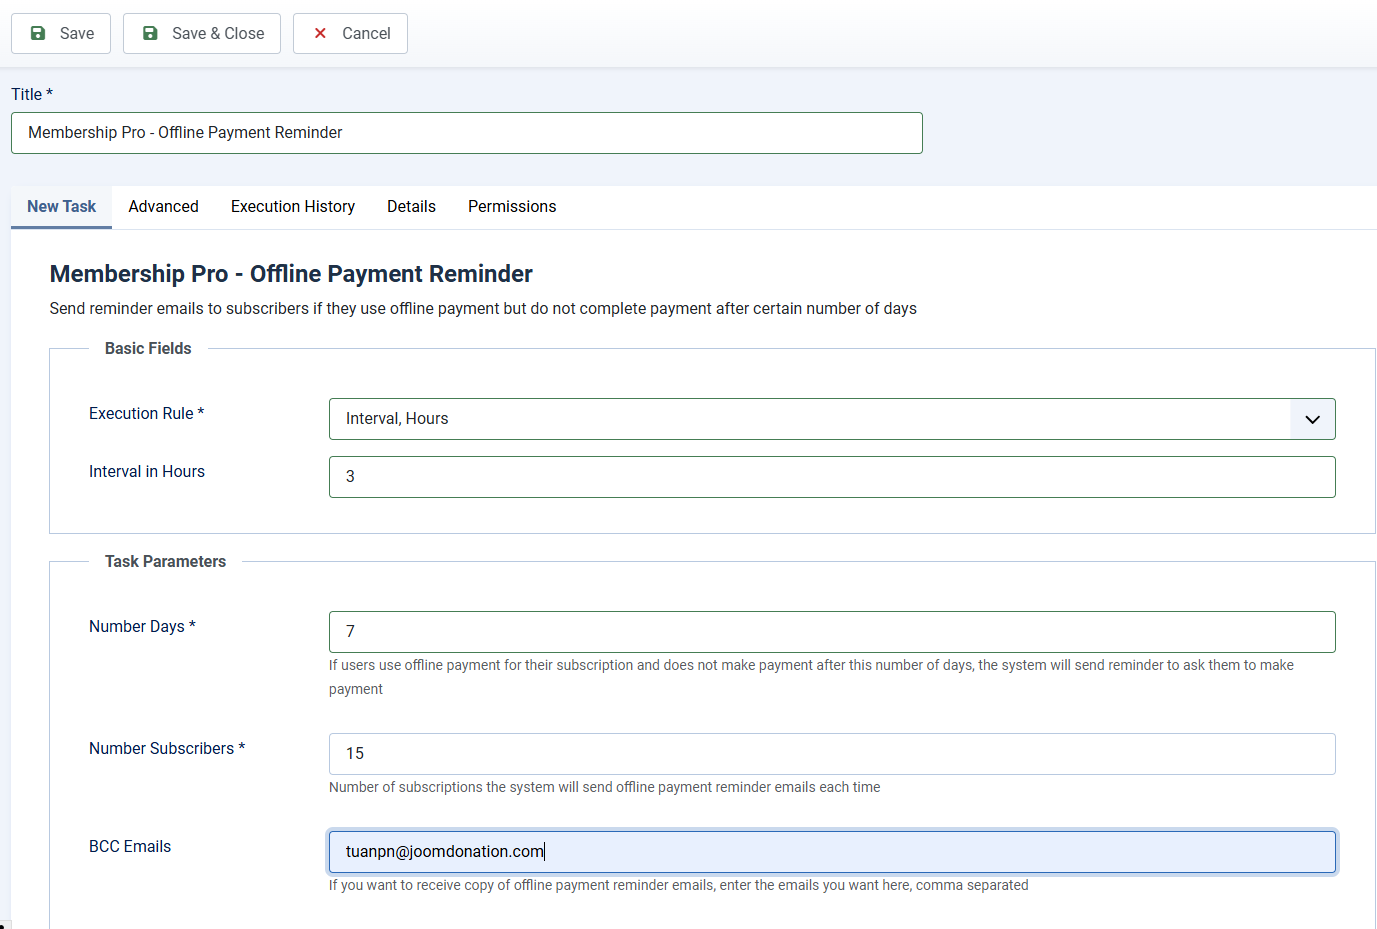 Save Save & Close Cancel
Title *
Membership Pro - Offline Payment Reminder
New Task Advanced Execution History Details Permissions
Membership Pro - Offline Payment Reminder
Send reminder emails to subscribers if they use offline payment but do not complete payment after certain number of days
Basic Fields
Execution Rule * Interval, Hours
Interval in Hours 3
Task Parameters
Number Days * 7
If users use offline payment for their subscription and does not make payment after this number of days, the system will send reminder to ask them to make
payment
Number Subscribers * 15
Number of subscriptions the system will send offline payment reminder emails each time
BCC Emails tuanpn@joomdonation.com
If you want to receive copy of offline payment reminder emails, enter the emails you want here, comma separated